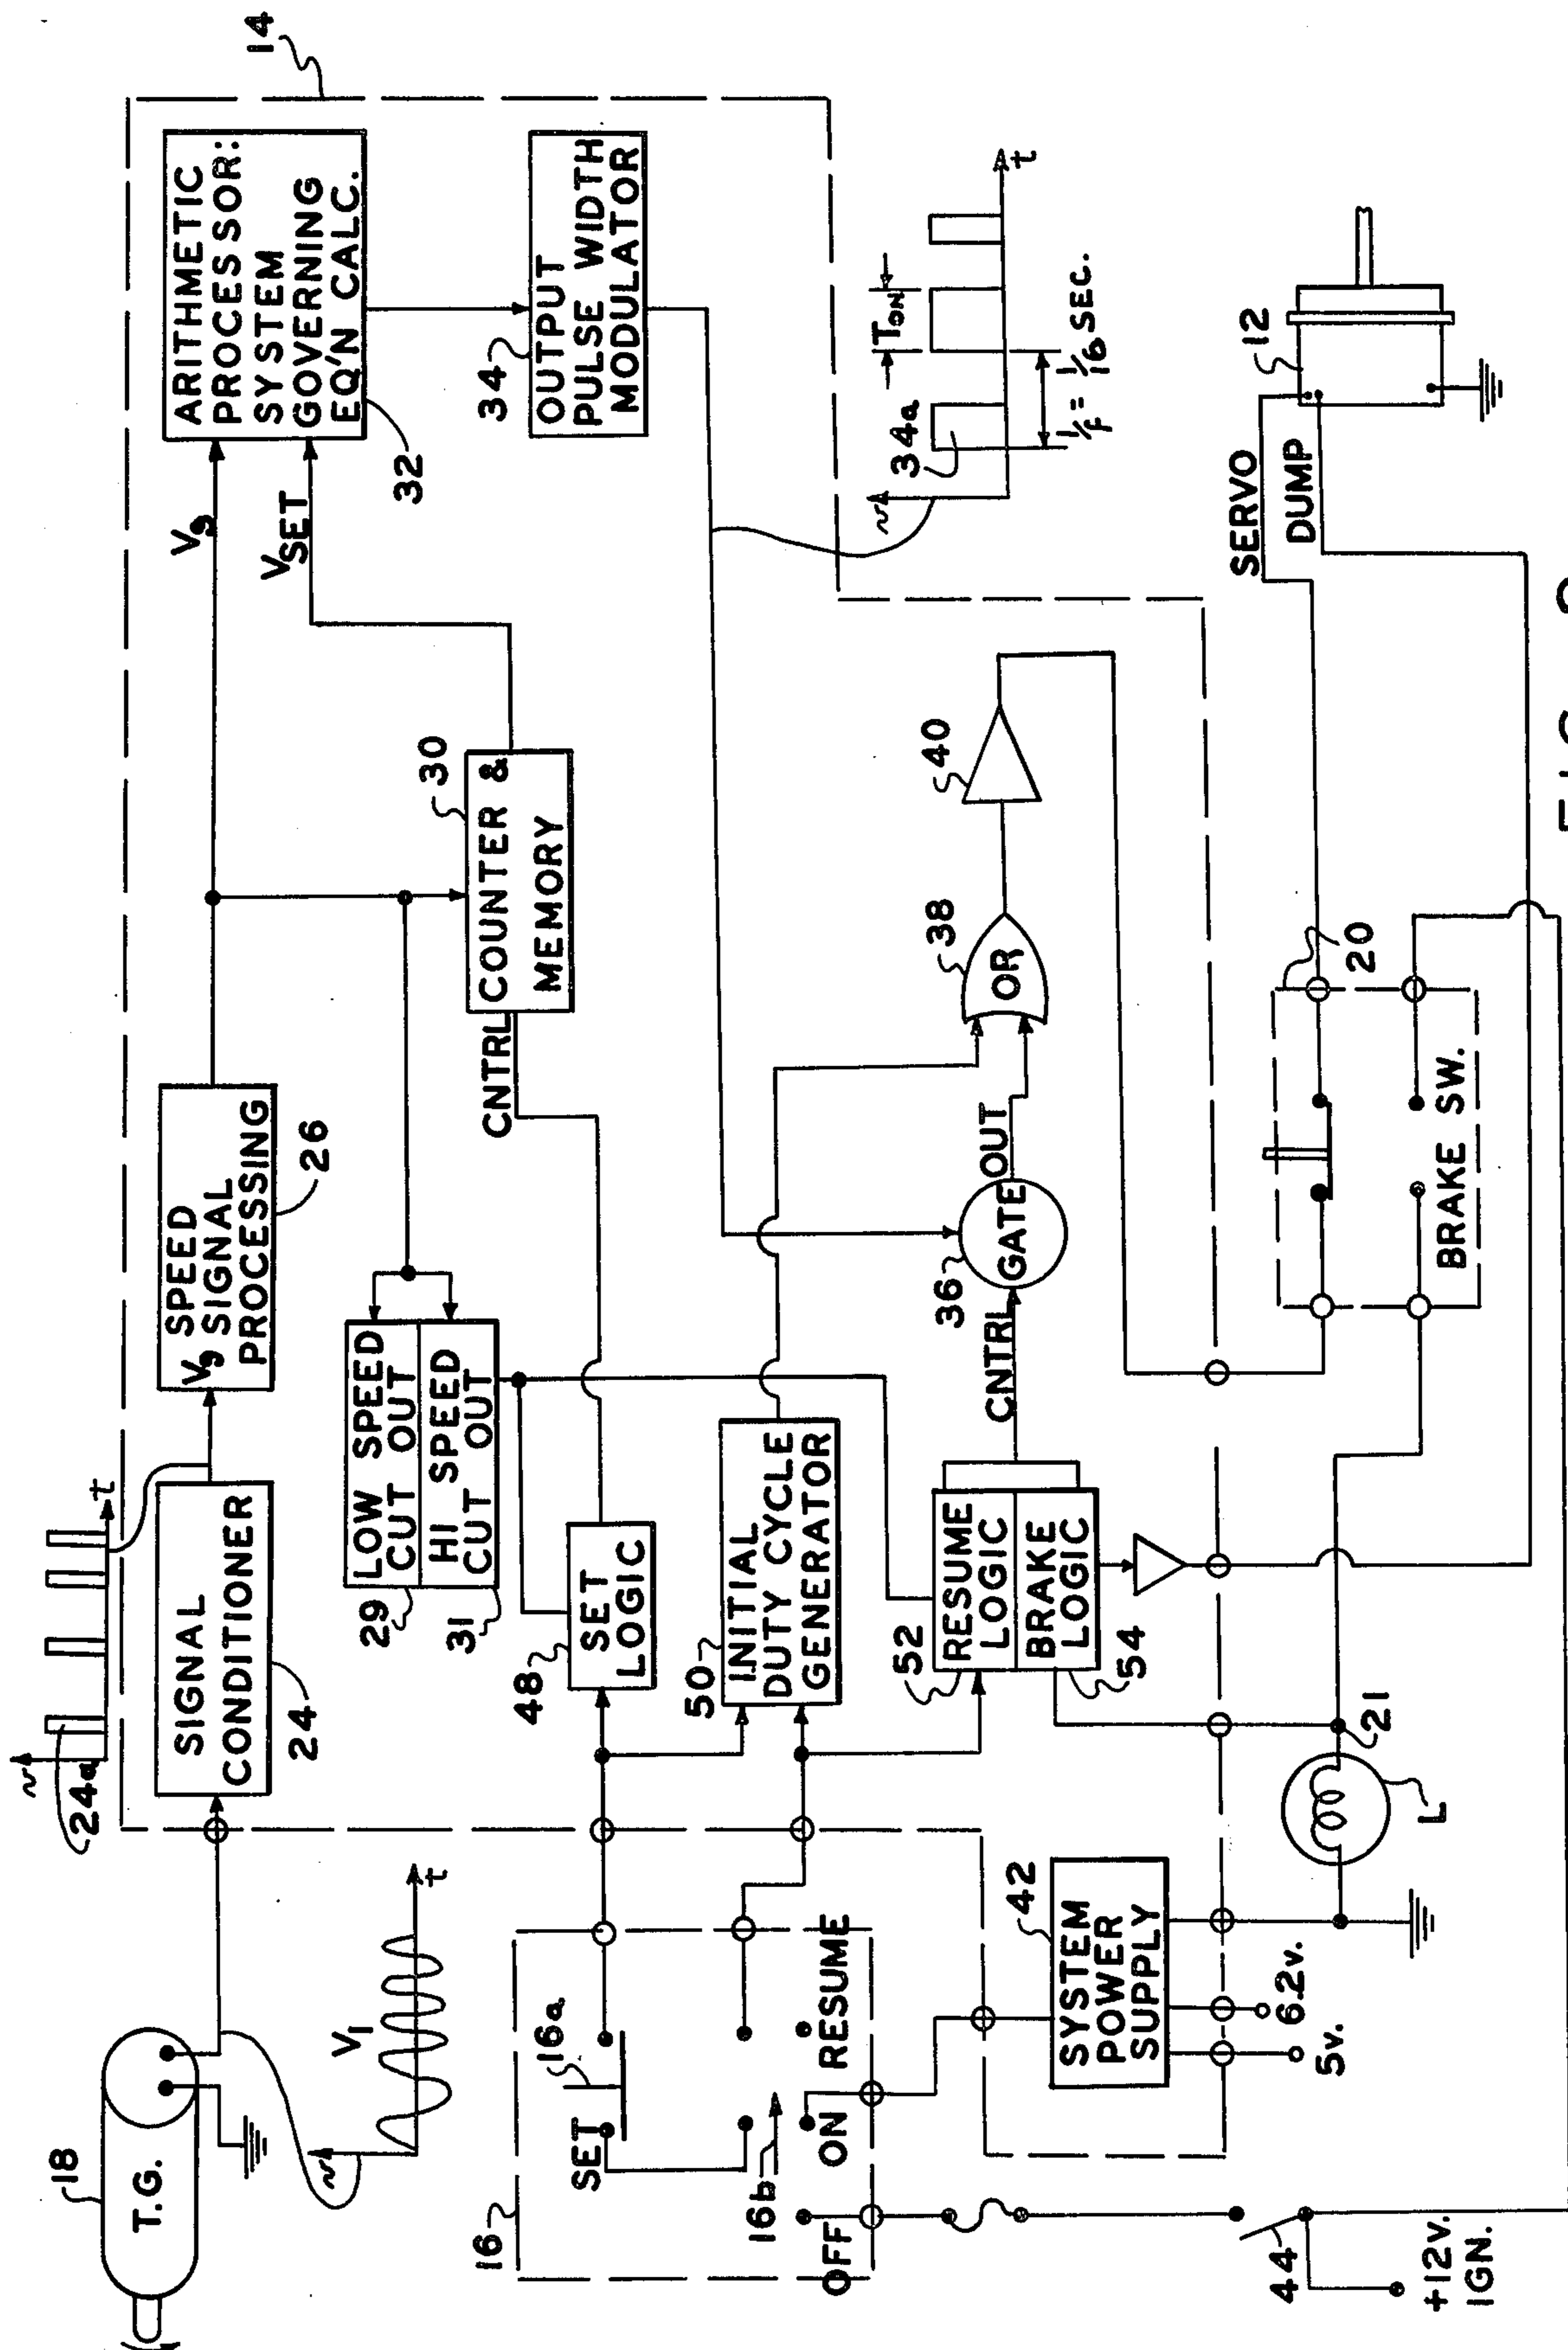 18
T.G.
V1
t
v
24a
v
t
SIGNAL
CONDITIONER
24
Vg SPEED
SIGNAL
PROCESSING
26
Vg
VSET
ARITHMETIC
PROCESSOR:
SYSTEM
GOVERNING
EQ'N CALC.
32
14
LOW SPEED
CUT OUT
29
HI SPEED
CUT OUT
31
CNTRL
COUNTER &
MEMORY
30
34
OUTPUT
PULSE WIDTH
MODULATOR
16
SET
16a
16b
OFF
ON
RESUME
48
SET
LOGIC
50
INITIAL
DUTY CYCLE
GENERATOR
52
RESUME
LOGIC
BRAKE
LOGIC
54
CNTRL
36
GATE
OUT
38
OR
40
v
34a
TON
t
1/f = 1/16 SEC.
42
SYSTEM
POWER
SUPPLY
5v.
6.2v.
L
21
20
BRAKE SW.
SERVO
DUMP
12
44
+12v.
IGN.